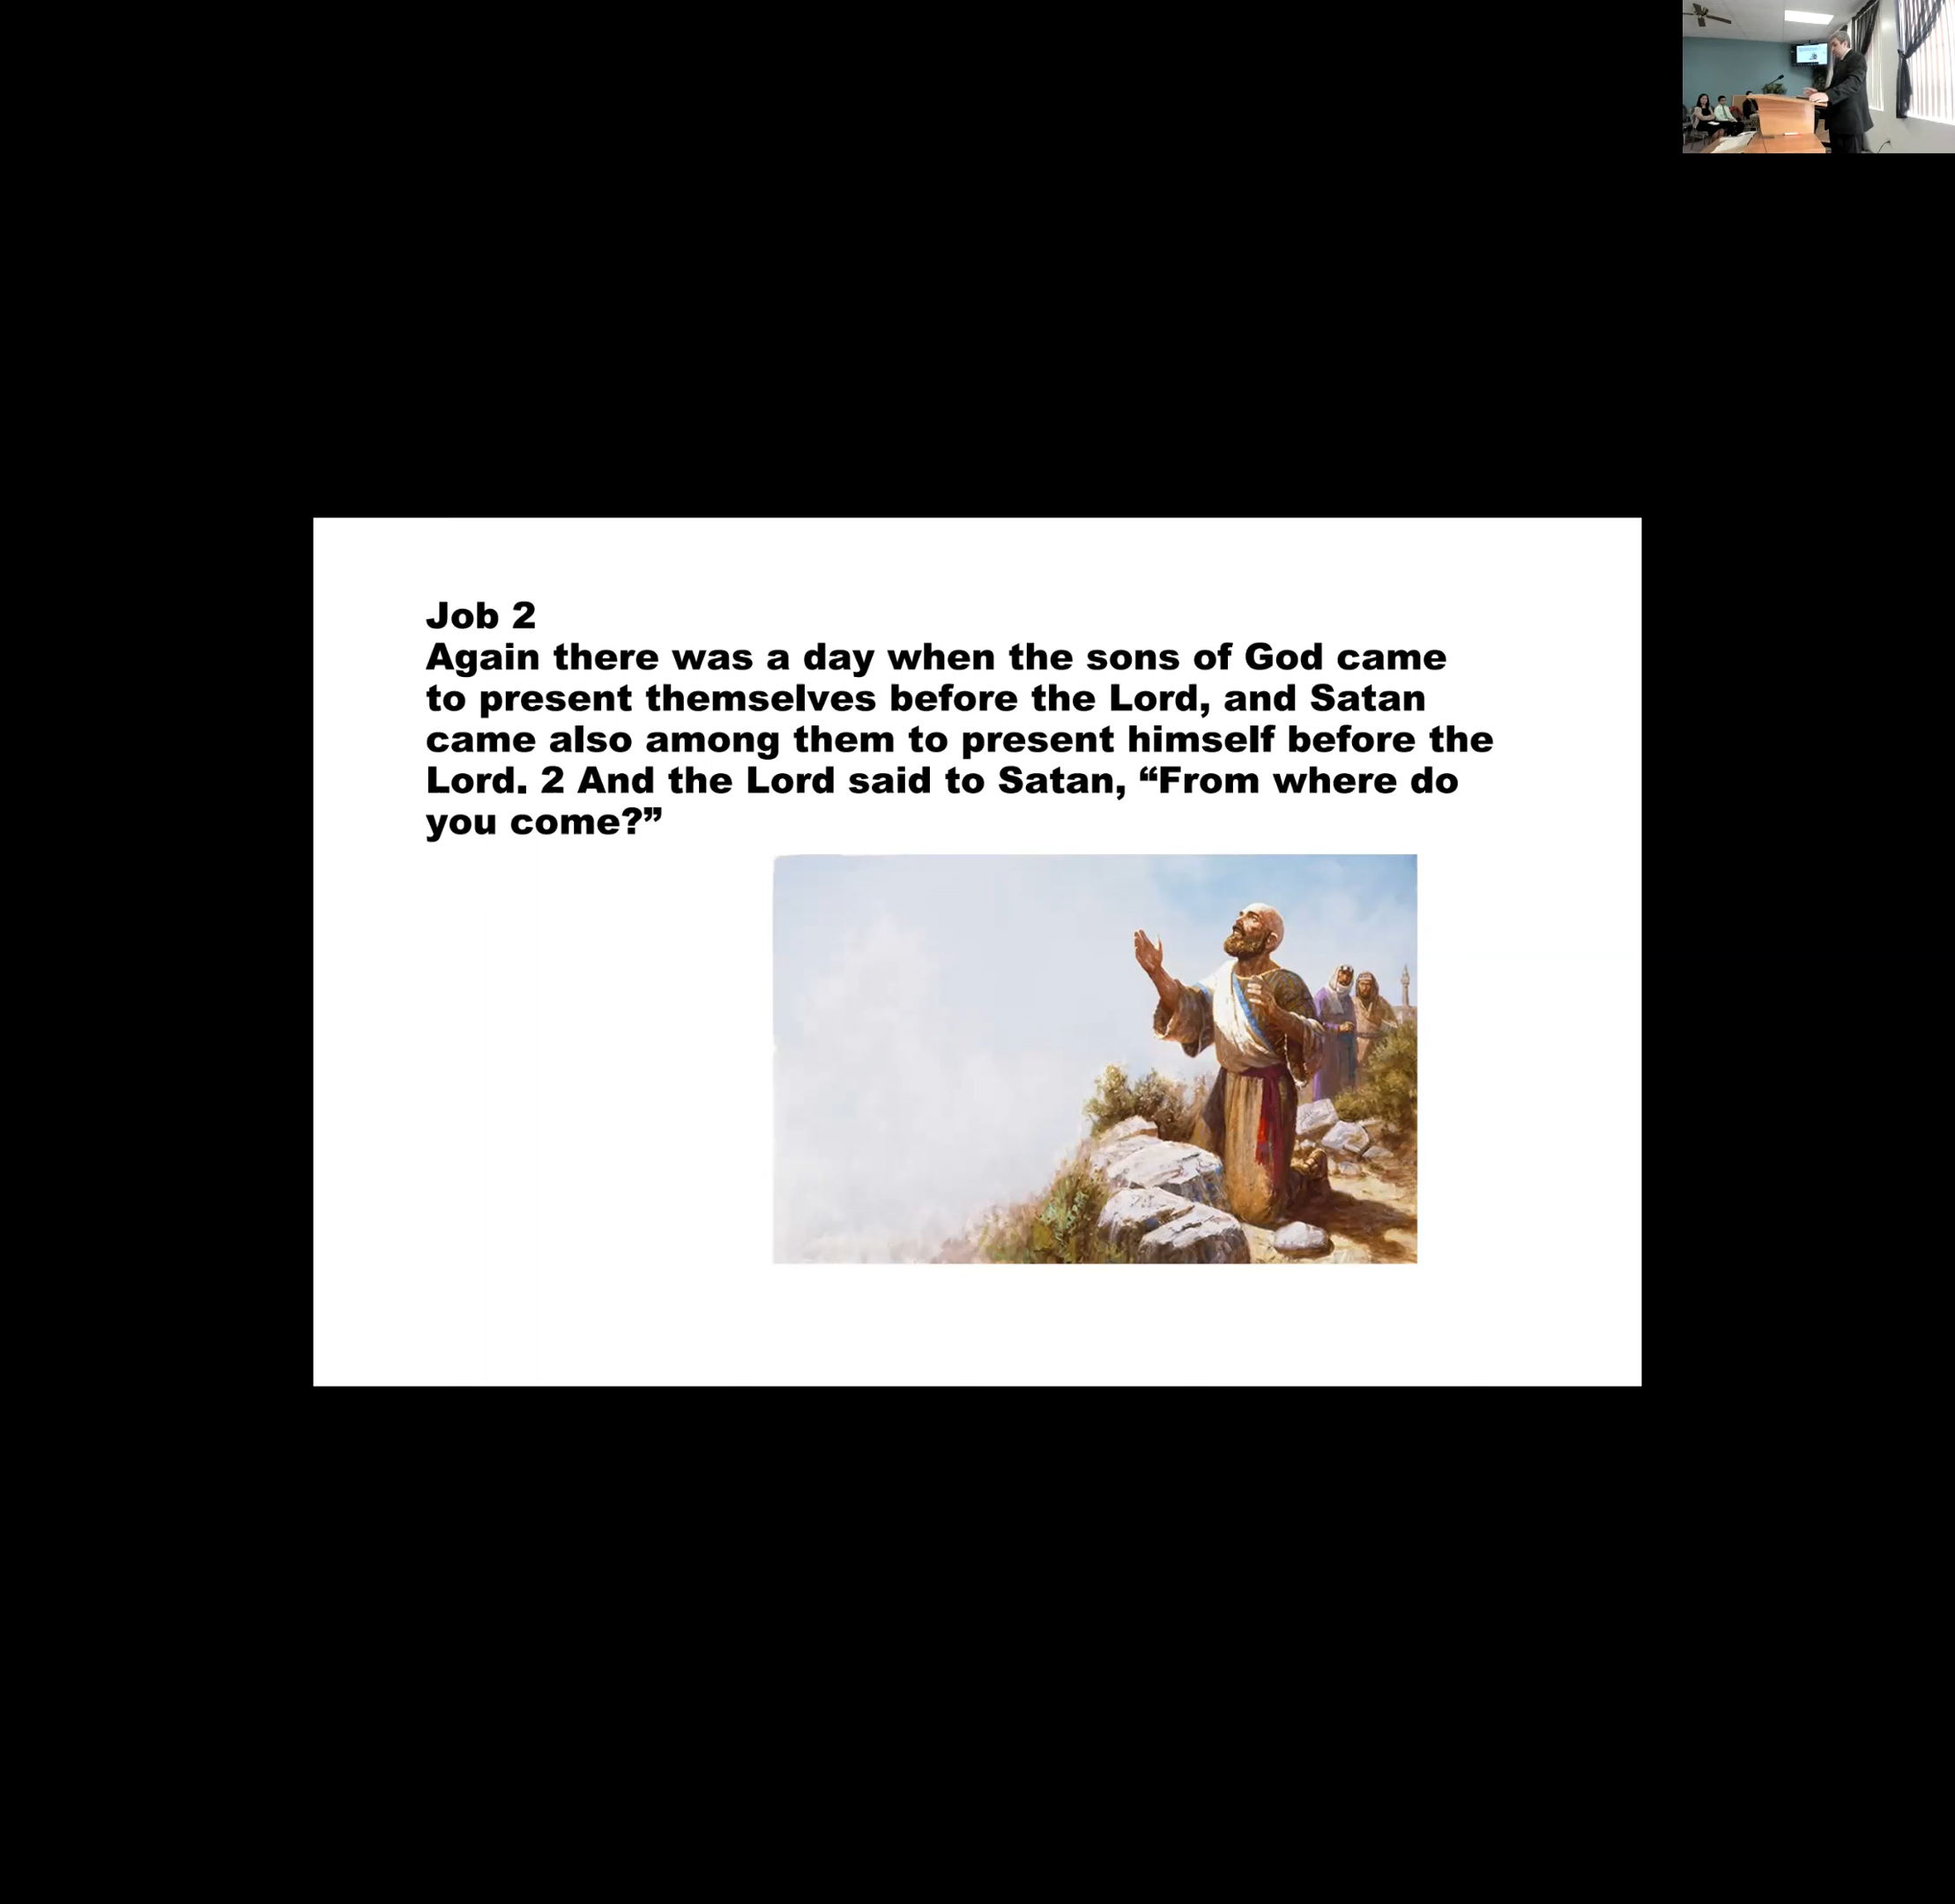 Job 2
Again there was a day when the sons of God came
to present themselves before the Lord, and Satan
came also among them to present himself before the
Lord. 2 And the Lord said to Satan, “From where do
you come?”